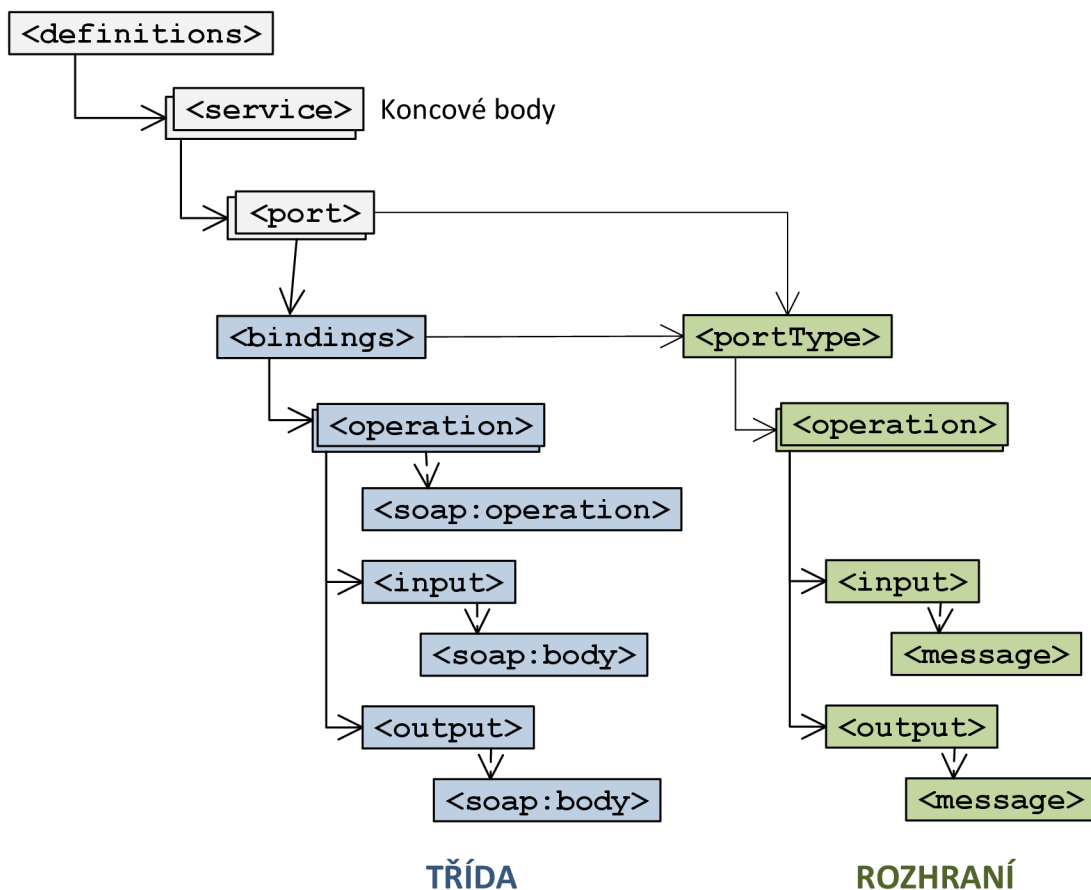 <definitions>
<service> Koncové body
<port>
<bindings> <portType>
<operation> <operation>
<soap:operation>
<input> <input>
<soap:body> <message>
<output> <output>
<soap:body> <message>
TŘÍDA ROZHRANÍ